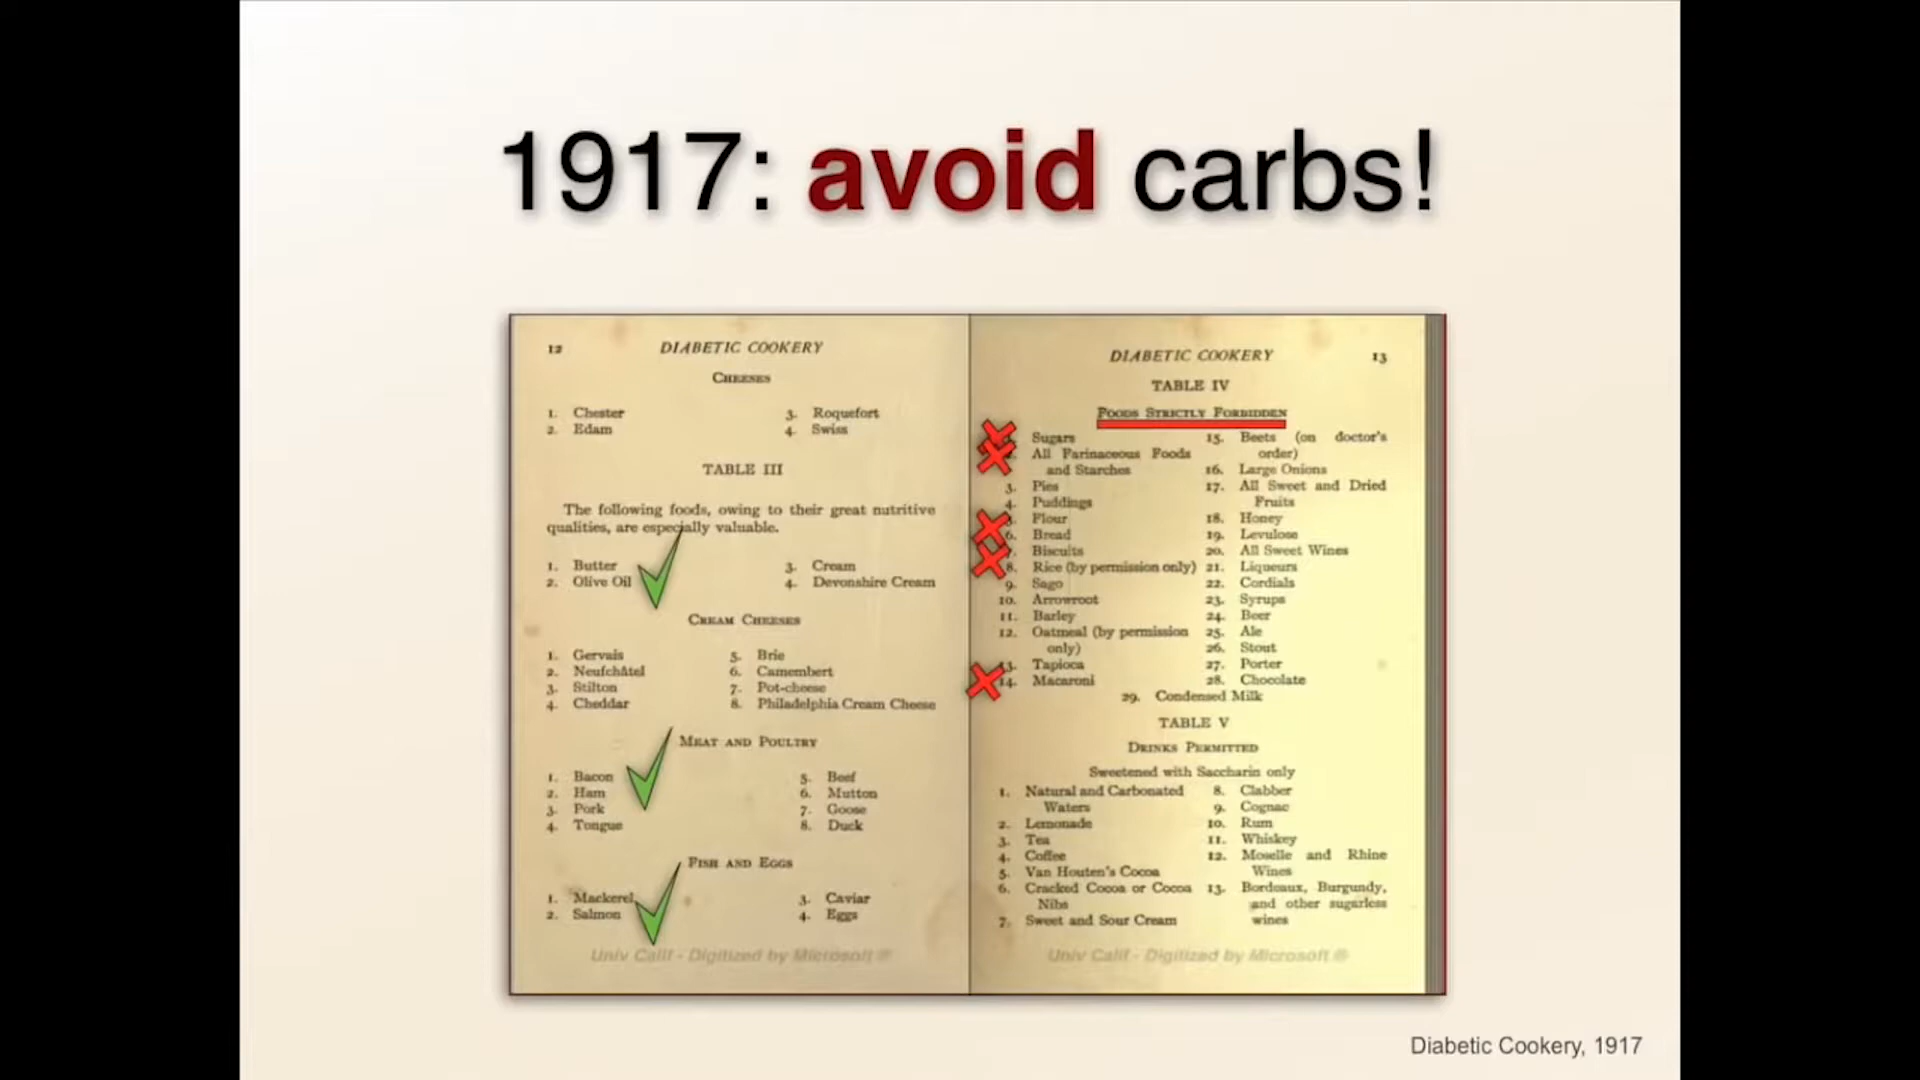 1917: avoid carbs!
12 DIABETIC COOKERY
Cheeses
1. Chester 3. Roquefort
2. Edam 4. Swiss
TABLE III
The following foods, owing to their great nutritive
qualities, are especially valuable.
1. Butter 3. Cream
2. Olive Oil 4. Devonshire Cream
Cream Cheeses
1. Gervais 5. Brie
2. Neufchâtel 6. Camembert
3. Stilton 7. Pot-cheese
4. Cheddar 8. Philadelphia Cream Cheese
Meat and Poultry
1. Bacon 5. Beef
2. Ham 6. Mutton
3. Pork 7. Goose
4. Tongue 8. Duck
Fish and Eggs
1. Mackerel 3. Caviar
2. Salmon 4. Eggs
Univ Calif - Digitized by Microsoft ®
DIABETIC COOKERY 13
TABLE IV
Foods Strictly Forbidden
Sugars
All Farinaceous Foods
and Starches
3. Pies
4. Puddings
Flour
6. Bread
7. Biscuits
8. Rice (by permission only)
9. Sago
10. Arrowroot
11. Barley
12. Oatmeal (by permission
only)
13. Tapioca
14. Macaroni
15. Beets (on doctor's
order)
16. Large Onions
17. All Sweet and Dried
Fruits
18. Honey
19. Levulose
20. All Sweet Wines
21. Liqueurs
22. Cordials
23. Syrups
24. Beer
25. Ale
26. Stout
27. Porter
28. Chocolate
29. Condensed Milk
TABLE V
Drinks Permitted
Sweetened with Saccharin only
1. Natural and Carbonated
Waters
2. Lemonade
3. Tea
4. Coffee
5. Van Houten's Cocoa
6. Cracked Cocoa or Cocoa
Nibs
7. Sweet and Sour Cream
8. Clabber
9. Cognac
10. Rum
11. Whiskey
12. Moselle and Rhine
Wines
13. Bordeaux, Burgundy,
and other sugarless
wines
Univ Calif - Digitized by Microsoft ®
Diabetic Cookery, 1917